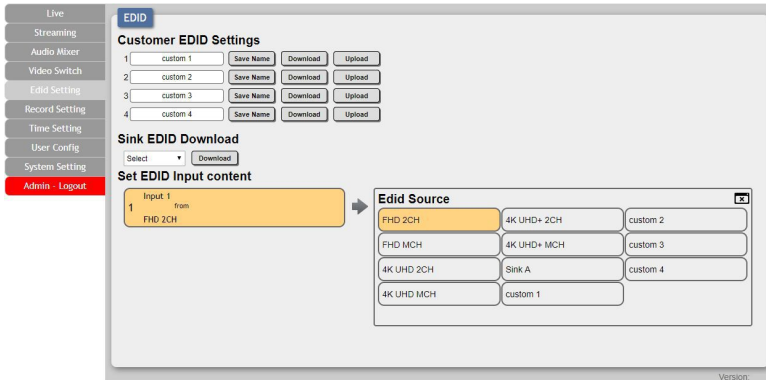 Live
Streaming
Audio Mixer
Video Switch
Edid Setting
Record Setting
Time Setting
User Config
System Setting
Admin - Logout
EDID
Customer EDID Settings
1 custom 1 Save Name Download Upload
2 custom 2 Save Name Download Upload
3 custom 3 Save Name Download Upload
4 custom 4 Save Name Download Upload
Sink EDID Download
Select Download
Set EDID Input content
Input 1
1 from
FHD 2CH
Edid Source
FHD 2CH 4K UHD+ 2CH custom 2
FHD MCH 4K UHD+ MCH custom 3
4K UHD 2CH Sink A custom 4
4K UHD MCH custom 1
Version: